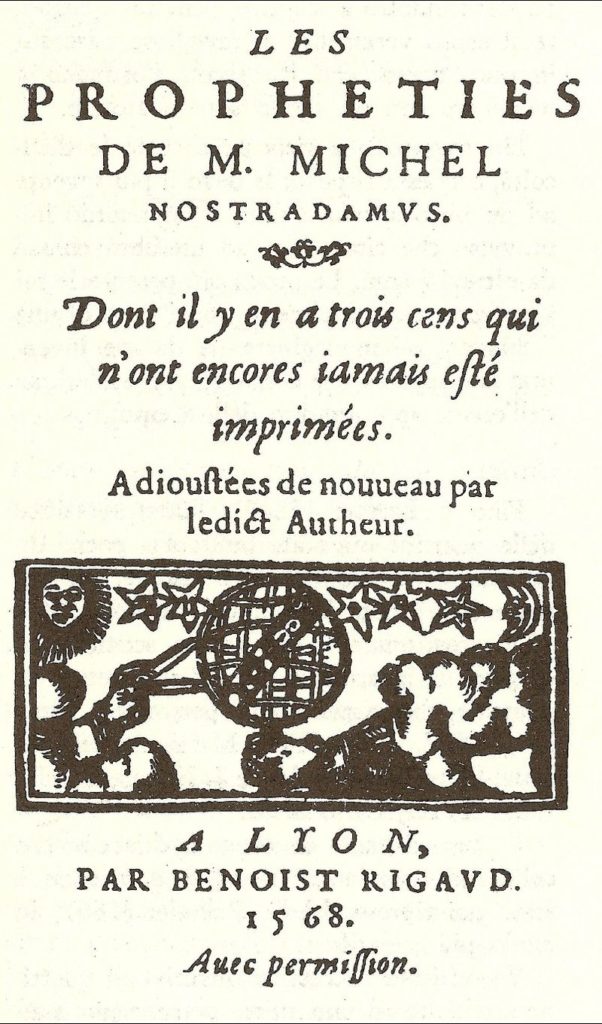 LES
PROPHETIES
DE M. MICHEL
NOSTRADAMVS.
Dont il y en a trois cens qui
n'ont encores iamais eſté
imprimées.
Adiouſtées de nouueau par
ledict Autheur.
A LYON,
PAR BENOIST RIGAVD.
1568.
Auec permiſſion.